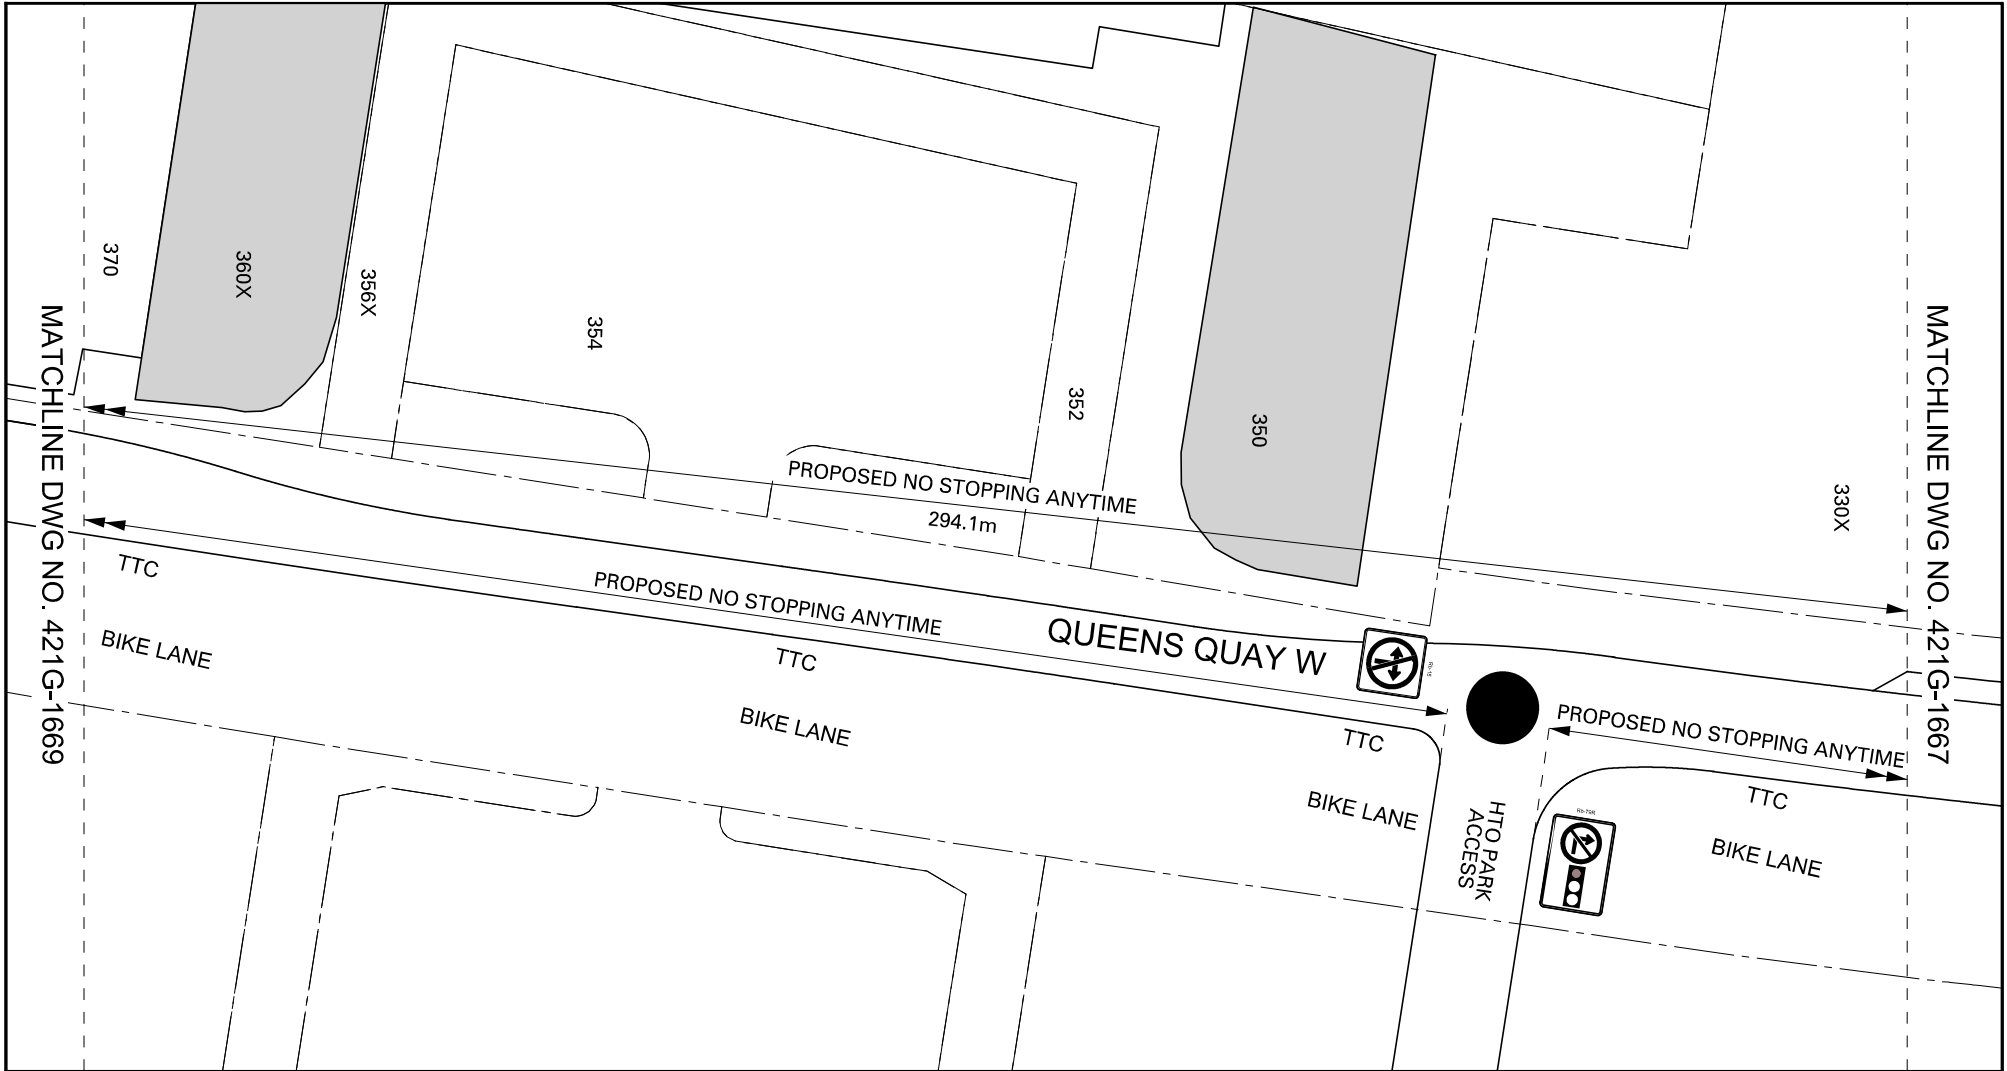 MATCHLINE DWG NO. 421G-1669
370
360X
356X
354
352
350
330X
MATCHLINE DWG NO. 421G-1667
PROPOSED NO STOPPING ANYTIME
294.1m
PROPOSED NO STOPPING ANYTIME
QUEENS QUAY W
PROPOSED NO STOPPING ANYTIME
TTC
TTC
TTC
TTC
BIKE LANE
BIKE LANE
BIKE LANE
BIKE LANE
HTO PARK
ACCESS